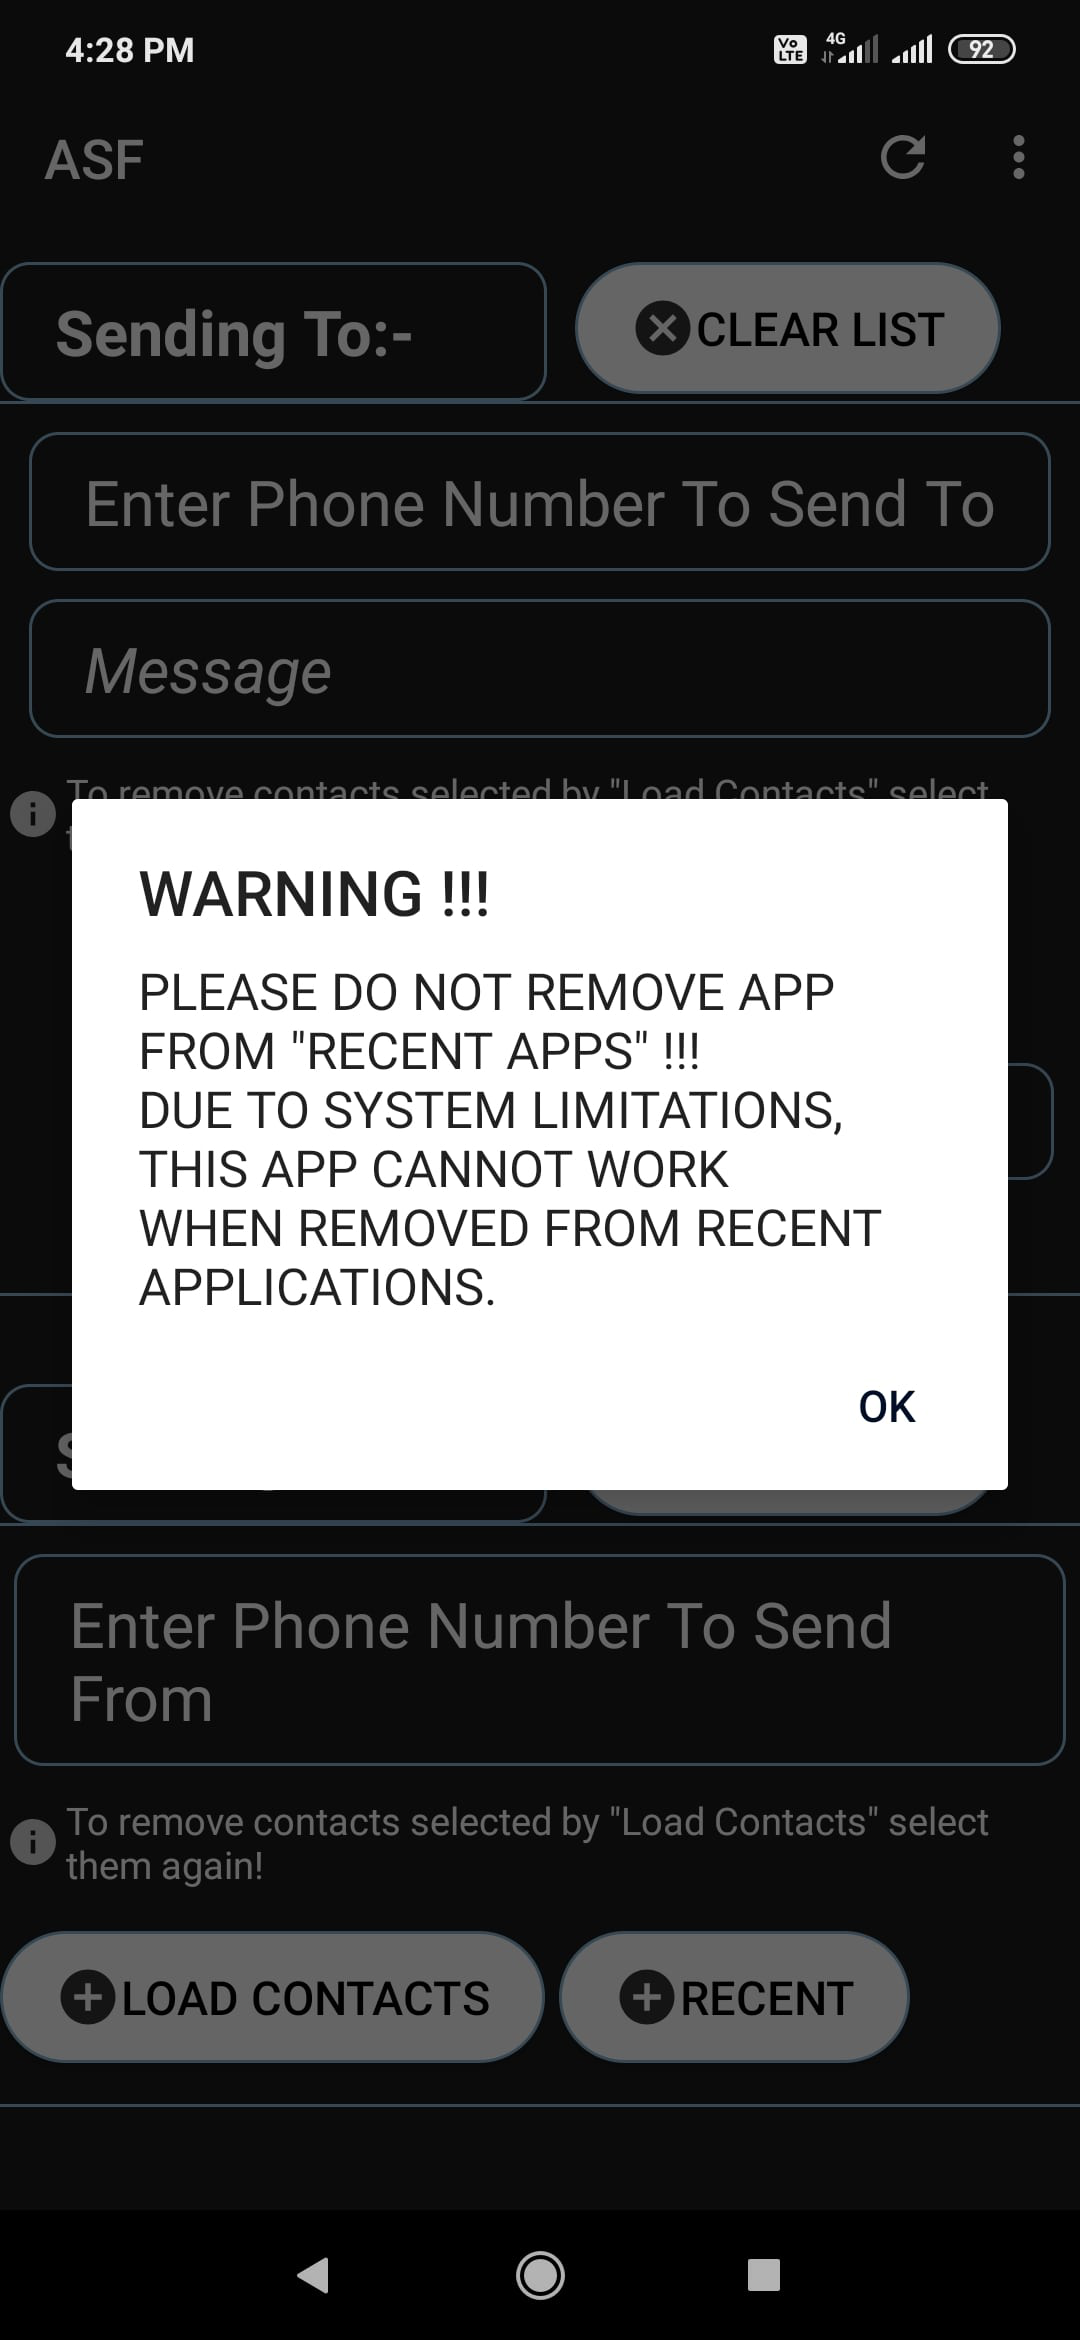 4:28 PM
Vo LTE
4G
92
ASF
Sending To:-
CLEAR LIST
Enter Phone Number To Send To
Message
To remove contacts selected by "Load Contacts" select
WARNING !!!
PLEASE DO NOT REMOVE APP
FROM "RECENT APPS" !!!
DUE TO SYSTEM LIMITATIONS,
THIS APP CANNOT WORK
WHEN REMOVED FROM RECENT
APPLICATIONS.
OK
Enter Phone Number To Send
From
To remove contacts selected by "Load Contacts" select
them again!
LOAD CONTACTS
RECENT